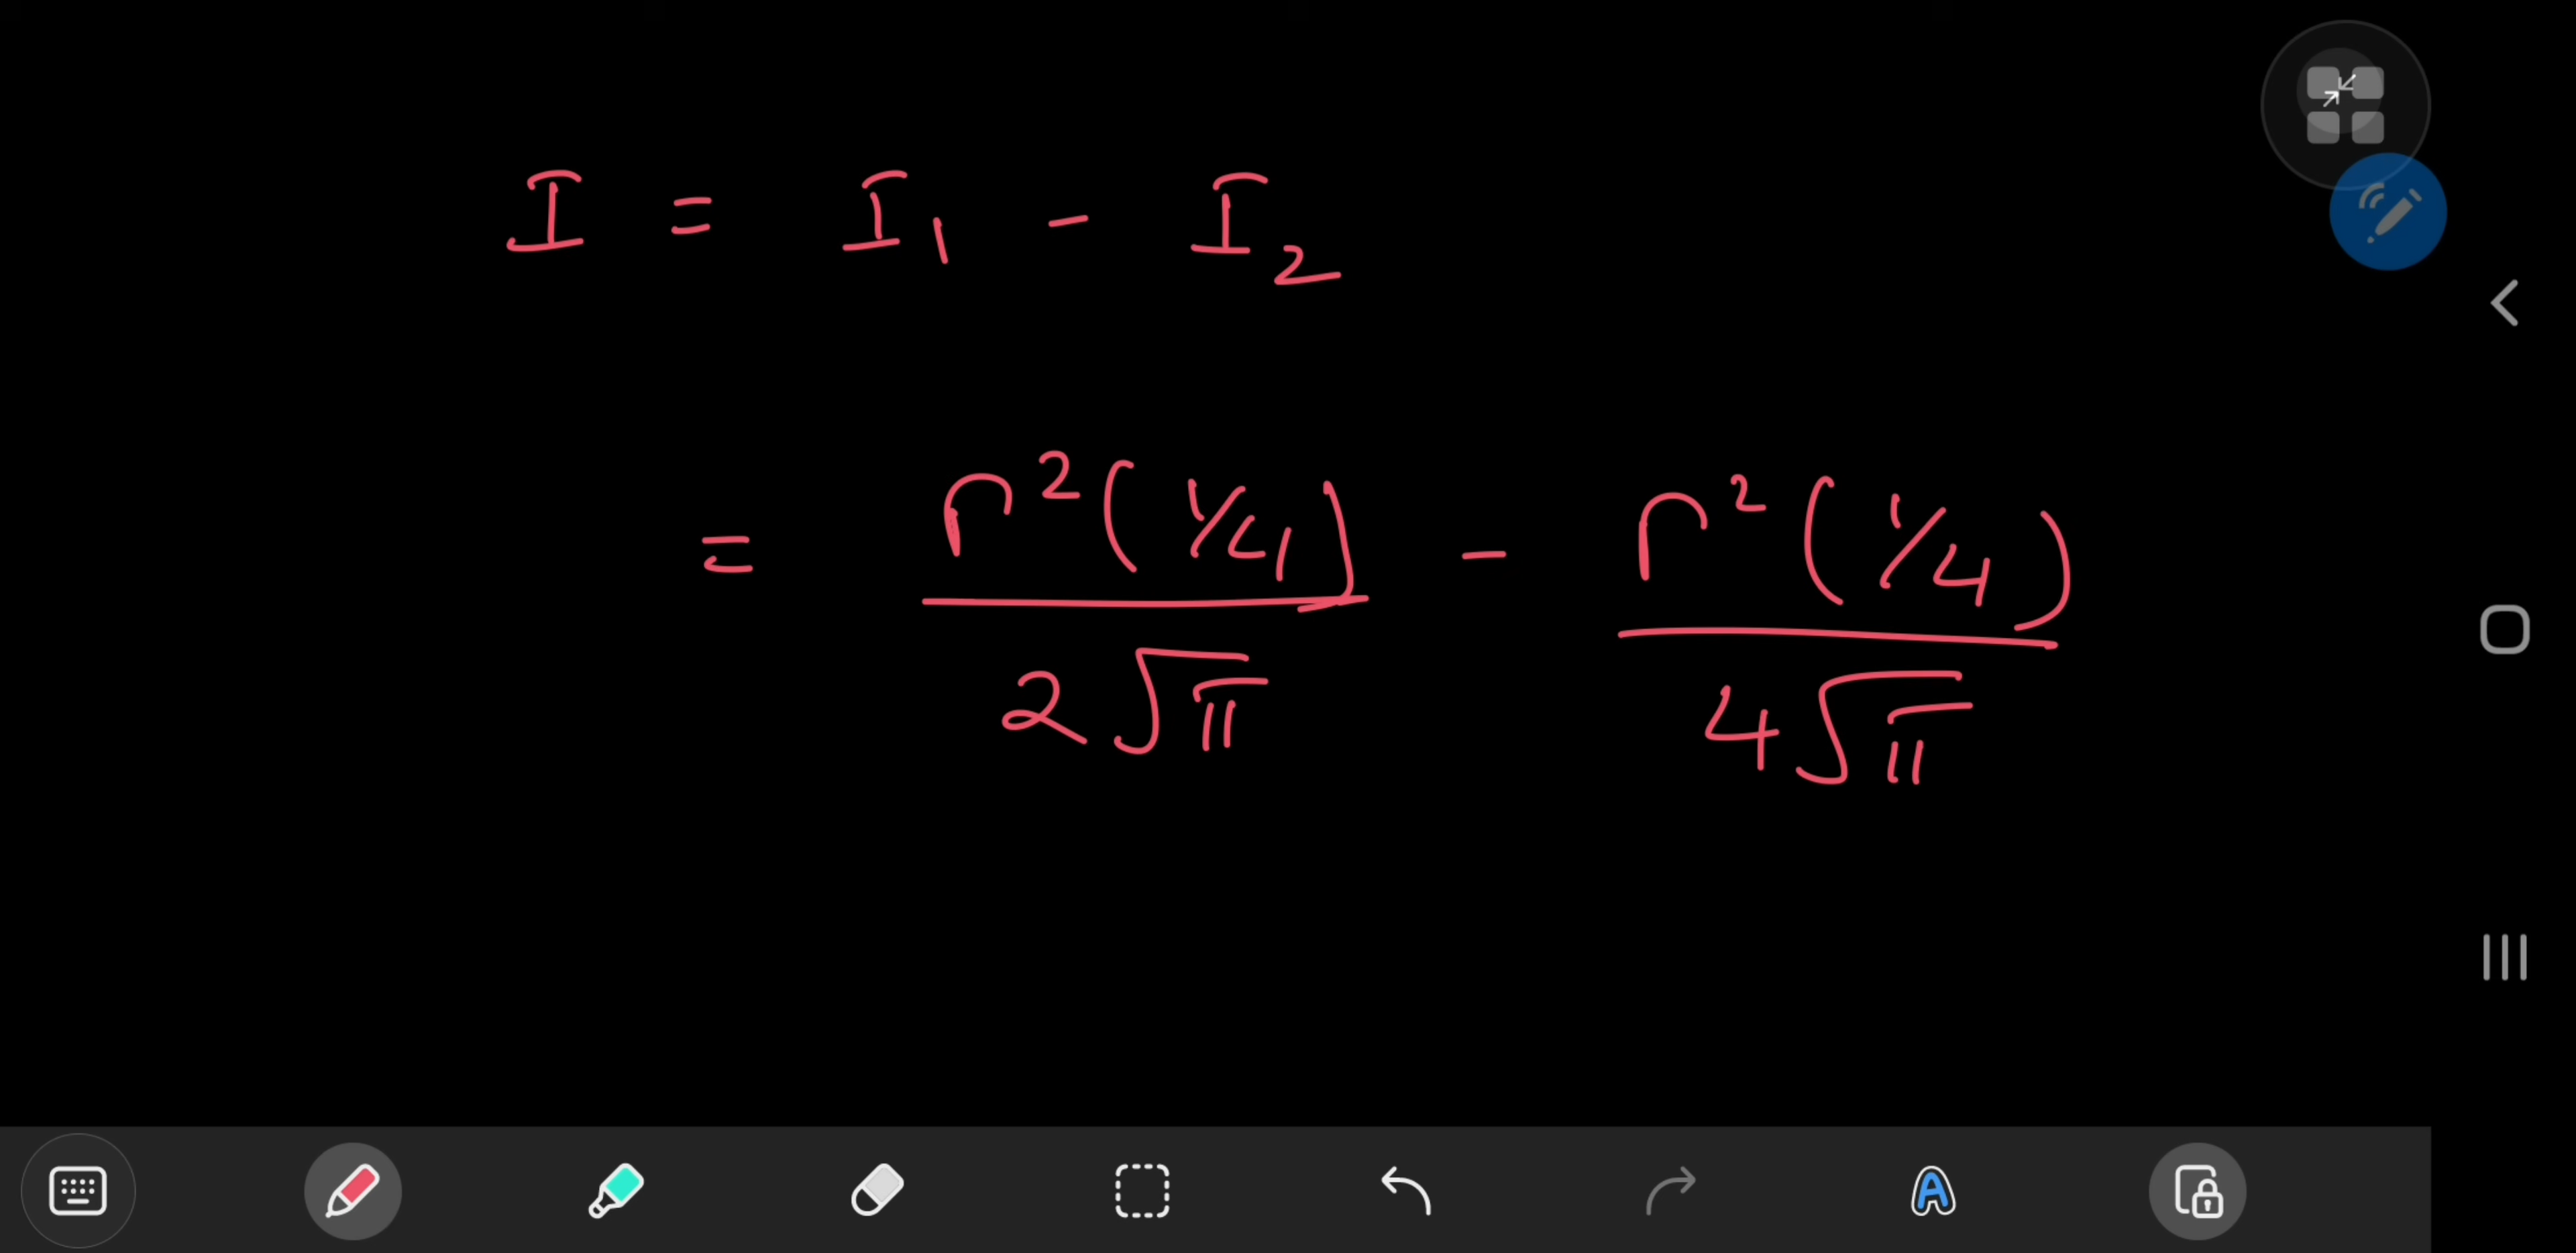 I = I₁ - I₂
= Γ²(1/4)/2√π - Γ²(1/4)/4√π
A